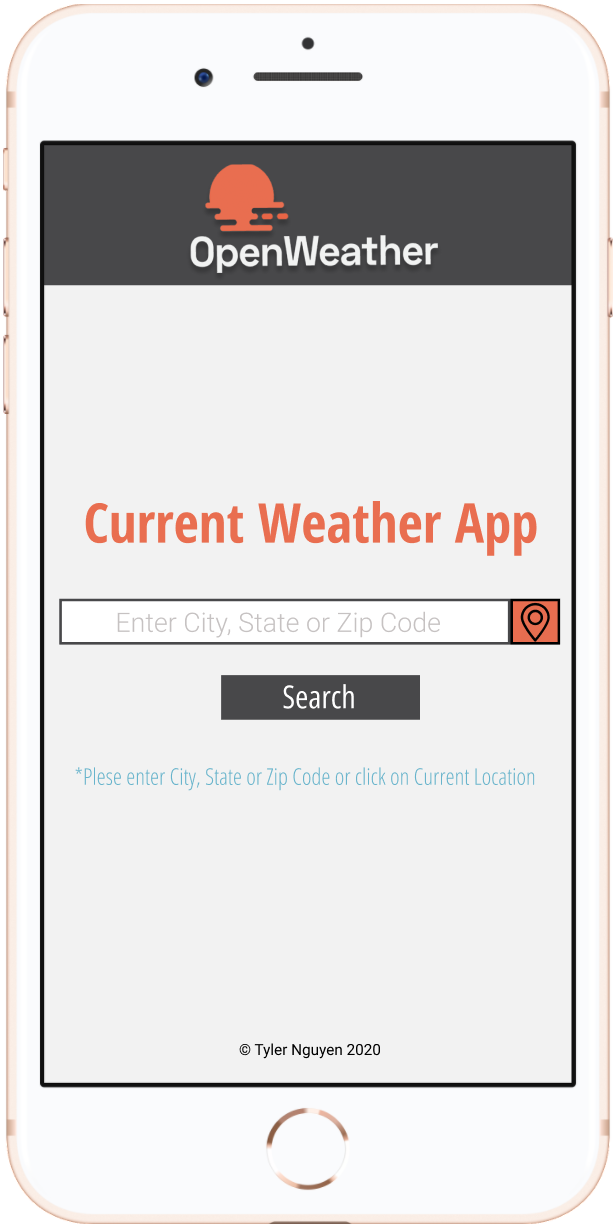 OpenWeather
Current Weather App
Enter City, State or Zip Code
Search
*Plese enter City, State or Zip Code or click on Current Location
© Tyler Nguyen 2020